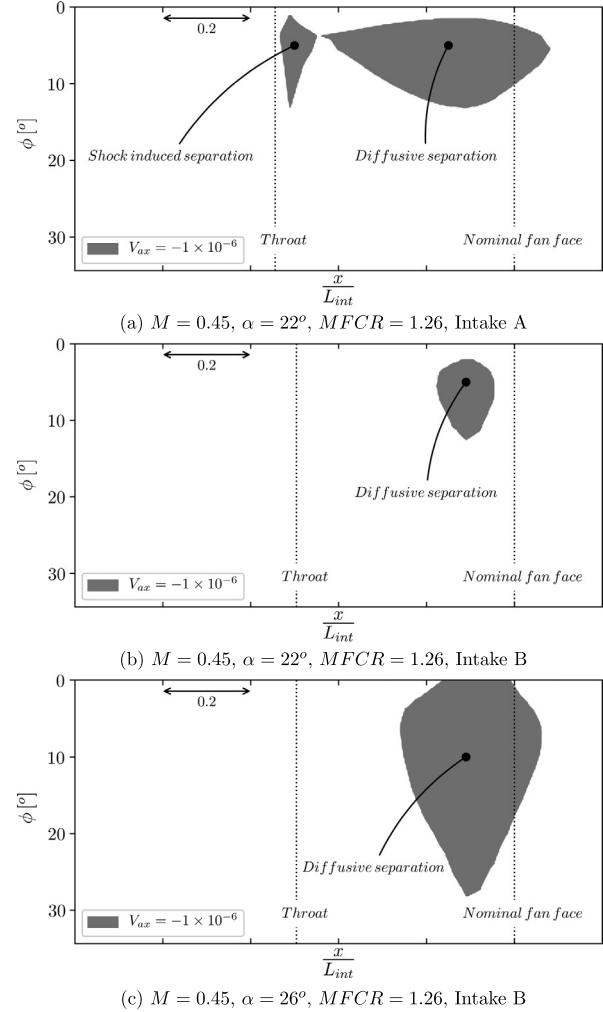 0
0.2
10
ϕ [°]
Shock induced separation
Diffusive separation
20
30
Throat
Nominal fan face
V_ax = −1 × 10^−6
x/L_int
(a) M = 0.45, α = 22°, MFCR = 1.26, Intake A
0
0.2
10
ϕ [°]
Diffusive separation
20
30
Throat
Nominal fan face
V_ax = −1 × 10^−6
x/L_int
(b) M = 0.45, α = 22°, MFCR = 1.26, Intake B
0
0.2
10
ϕ [°]
20
Diffusive separation
30
Throat
Nominal fan face
V_ax = −1 × 10^−6
x/L_int
(c) M = 0.45, α = 26°, MFCR = 1.26, Intake B